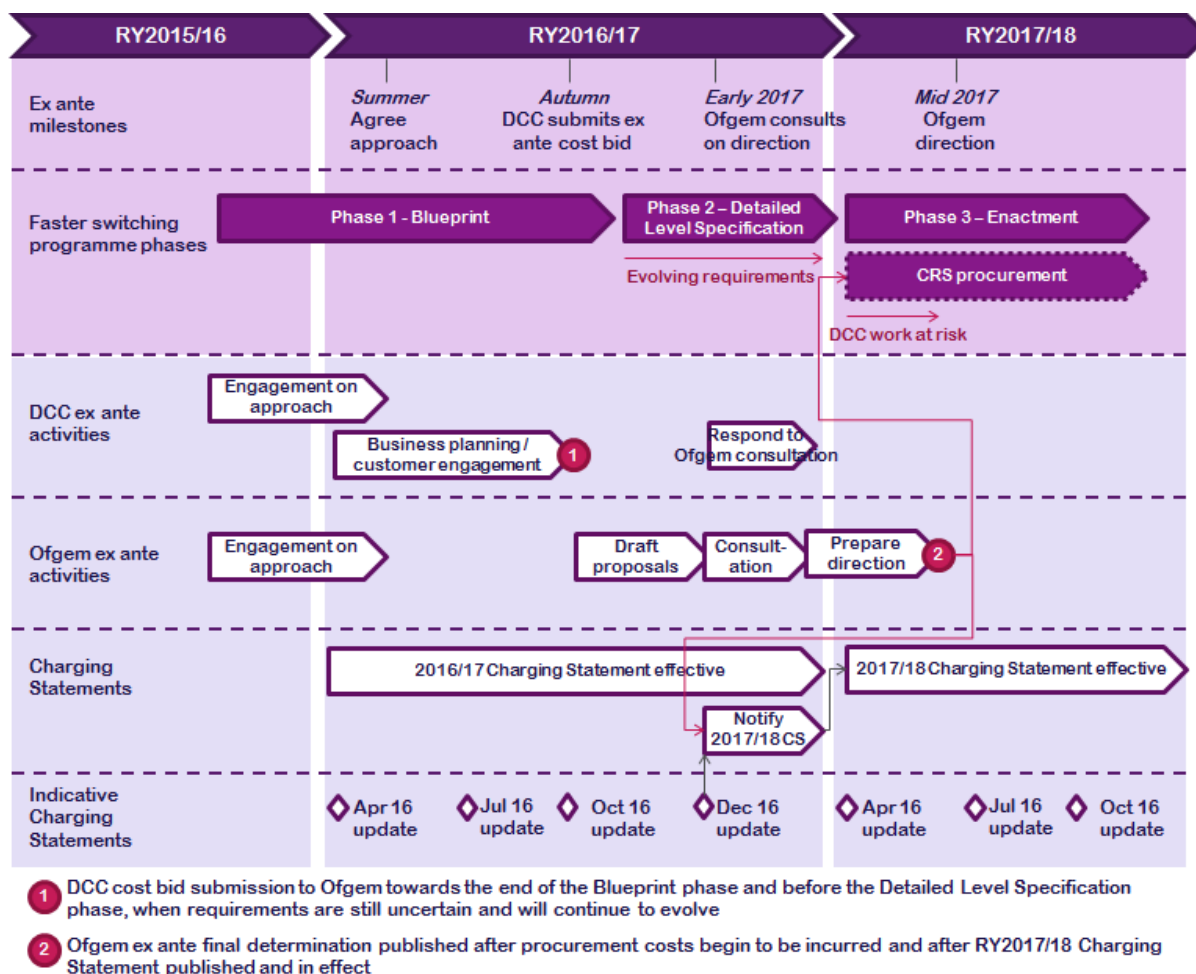 RY2015/16
RY2016/17
RY2017/18
Ex ante
milestones
Summer
Agree
approach
Autumn
DCC submits ex
ante cost bid
Early 2017
Ofgem consults
on direction
Mid 2017
Ofgem
direction
Faster switching
programme phases
Phase 1 - Blueprint
Phase 2 – Detailed
Level Specification
Phase 3 – Enactment
Evolving requirements
CRS procurement
DCC work at risk
DCC ex ante
activities
Engagement on
approach
Business planning /
customer engagement
1
Respond to
Ofgem consultation
Ofgem ex ante
activities
Engagement on
approach
Draft
proposals
Consult-
ation
Prepare
direction
2
Charging
Statements
2016/17 Charging Statement effective
2017/18 Charging Statement effective
Notify
2017/18 CS
Indicative
Charging
Statements
Apr 16
update
Jul 16
update
Oct 16
update
Dec 16
update
Apr 16
update
Jul 16
update
Oct 16
update
1
DCC cost bid submission to Ofgem towards the end of the Blueprint phase and before the Detailed Level Specification
phase, when requirements are still uncertain and will continue to evolve
2
Ofgem ex ante final determination published after procurement costs begin to be incurred and after RY2017/18 Charging
Statement published and in effect